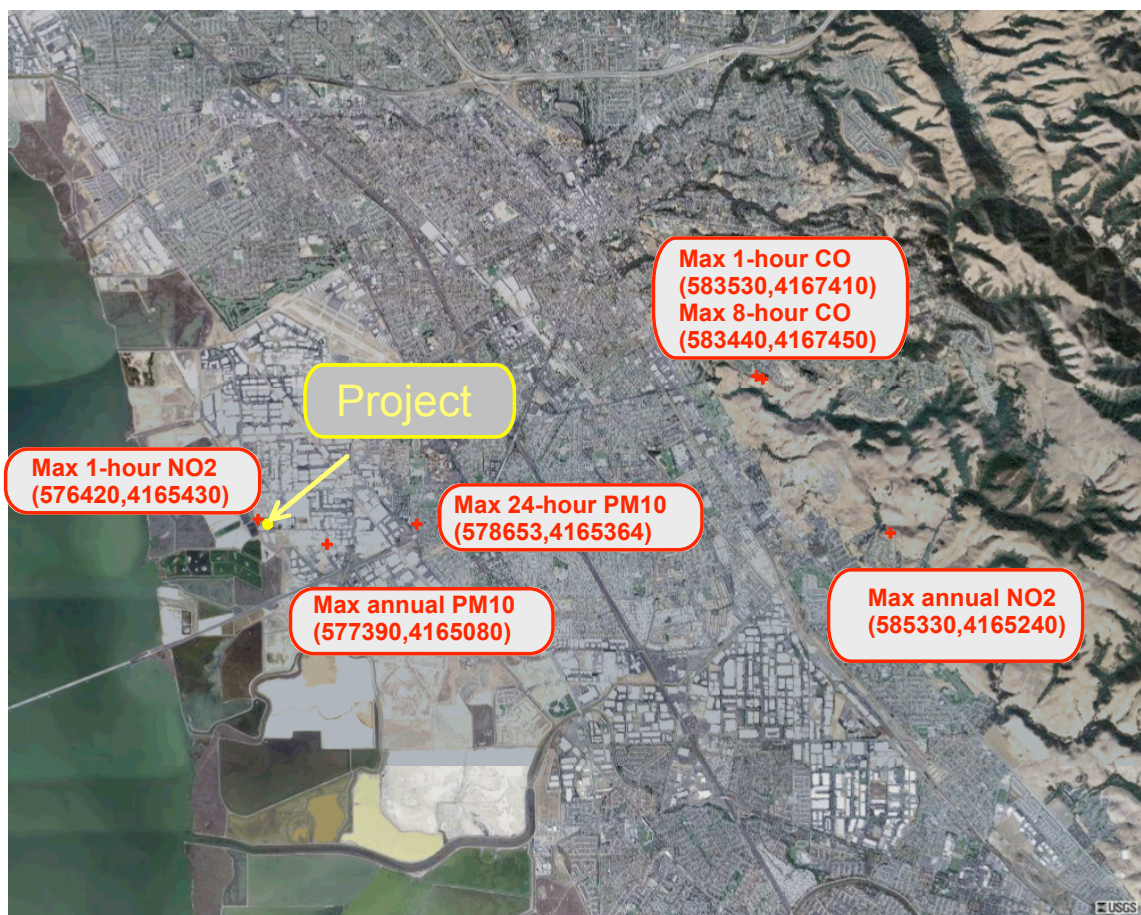 Max 1-hour CO
(583530,4167410)
Max 8-hour CO
(583440,4167450)
Project
Max 1-hour NO2
(576420,4165430)
Max 24-hour PM10
(578653,4165364)
Max annual PM10
(577390,4165080)
Max annual NO2
(585330,4165240)
USGS